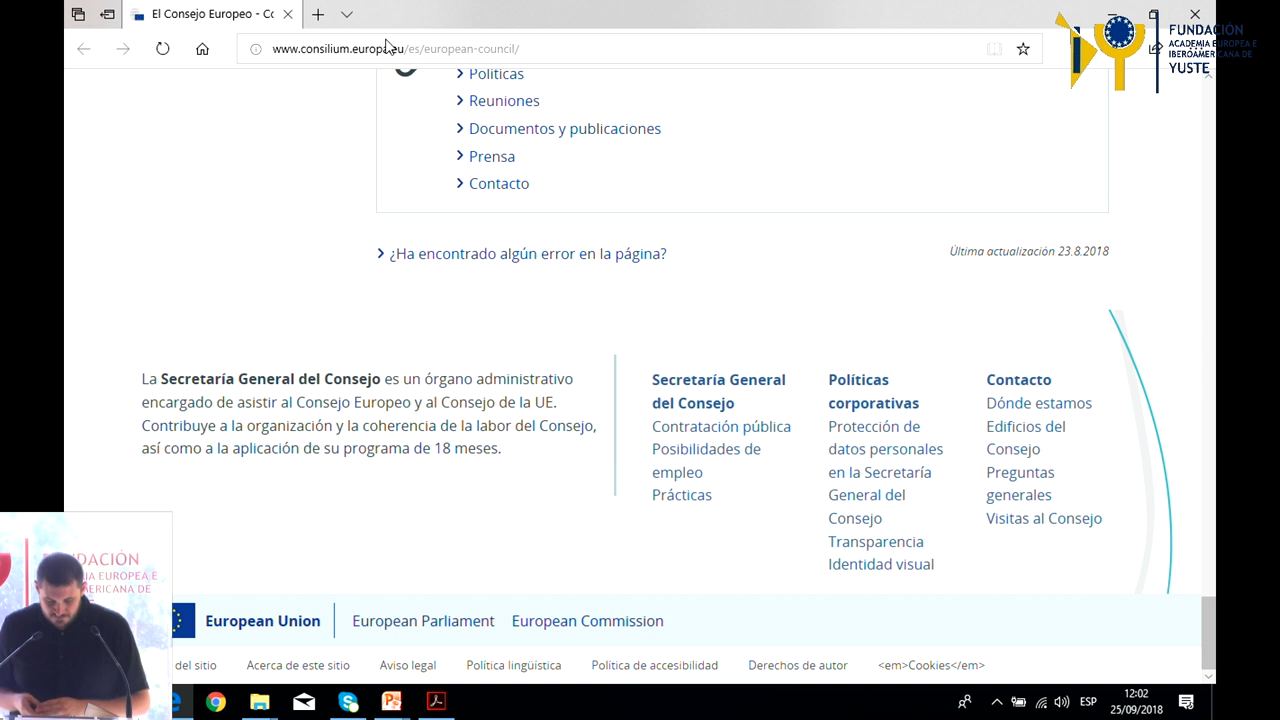 El Consejo Europeo - Co
www.consilium.europa.eu/es/european-council/
FUNDACIÓN
ACADEMIA EUROPEA E
IBEROAMERICANA DE
YUSTE
Políticas
Reuniones
Documentos y publicaciones
Prensa
Contacto
¿Ha encontrado algún error en la página?
Última actualización 23.8.2018
La Secretaría General del Consejo es un órgano administrativo
encargado de asistir al Consejo Europeo y al Consejo de la UE.
Contribuye a la organización y la coherencia de la labor del Consejo,
así como a la aplicación de su programa de 18 meses.
Secretaría General
del Consejo
Contratación pública
Posibilidades de
empleo
Prácticas
Políticas
corporativas
Protección de
datos personales
en la Secretaría
General del
Consejo
Transparencia
Identidad visual
Contacto
Dónde estamos
Edificios del
Consejo
Preguntas
generales
Visitas al Consejo
European Union
European Parliament
European Commission
del sitio
Acerca de este sitio
Aviso legal
Política lingüística
Política de accesibilidad
Derechos de autor
<em>Cookies</em>
ESP
12:02
25/09/2018